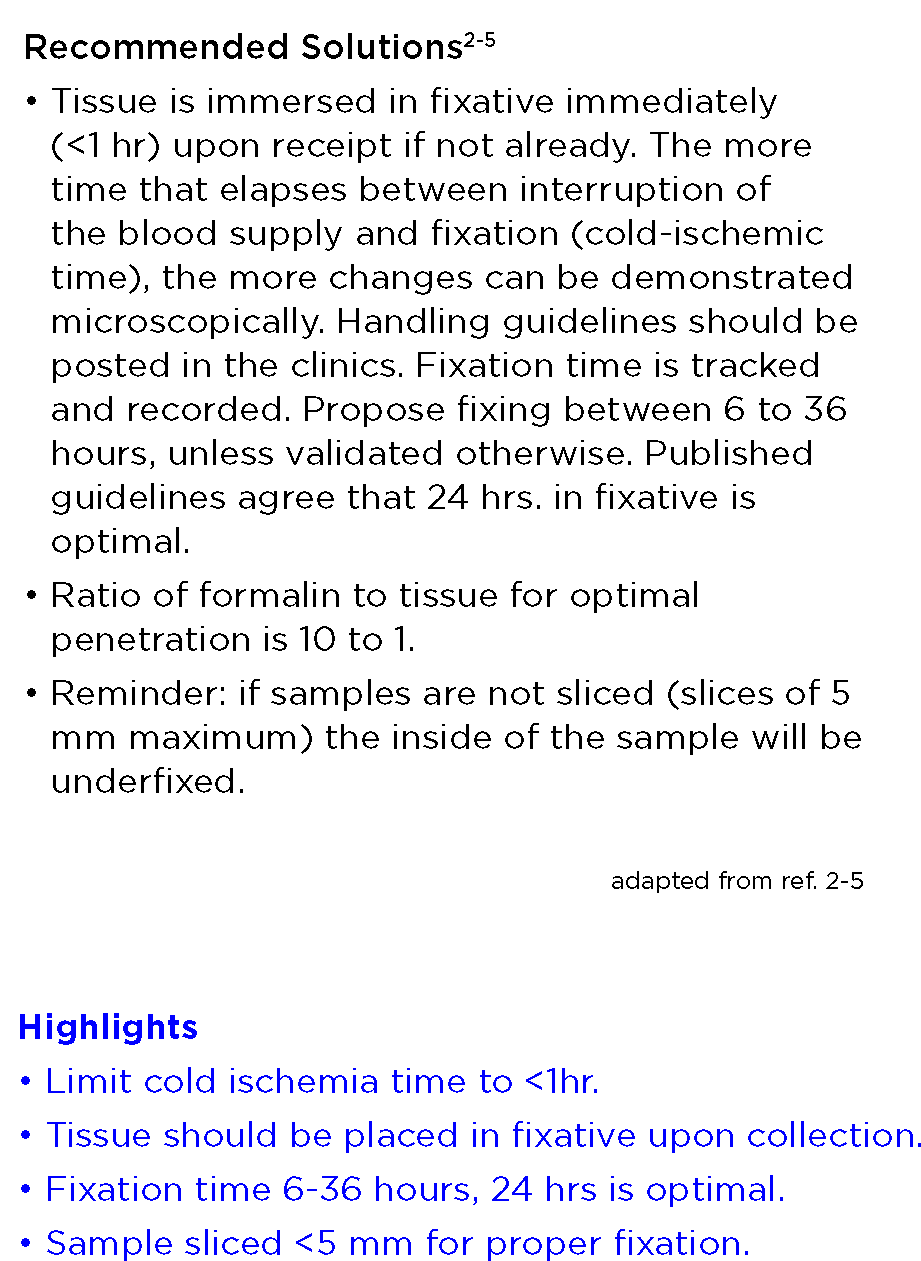 Recommended Solutions2-5
• Tissue is immersed in fixative immediately
(<1 hr) upon receipt if not already. The more
time that elapses between interruption of
the blood supply and fixation (cold-ischemic
time), the more changes can be demonstrated
microscopically. Handling guidelines should be
posted in the clinics. Fixation time is tracked
and recorded. Propose fixing between 6 to 36
hours, unless validated otherwise. Published
guidelines agree that 24 hrs. in fixative is
optimal.
• Ratio of formalin to tissue for optimal
penetration is 10 to 1.
• Reminder: if samples are not sliced (slices of 5
mm maximum) the inside of the sample will be
underfixed.
adapted from ref. 2-5
Highlights
• Limit cold ischemia time to <1hr.
• Tissue should be placed in fixative upon collection.
• Fixation time 6-36 hours, 24 hrs is optimal.
• Sample sliced <5 mm for proper fixation.